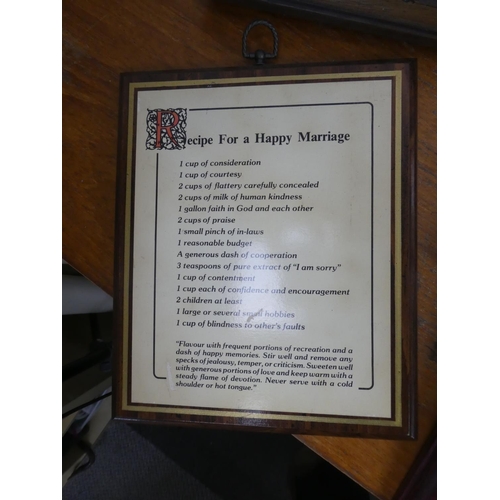 Recipe For a Happy Marriage
1 cup of consideration
1 cup of courtesy
2 cups of flattery carefully concealed
2 cups of milk of human kindness
1 gallon faith in God and each other
2 cups of praise
1 small pinch of in-laws
1 reasonable budget
A generous dash of cooperation
3 teaspoons of pure extract of "I am sorry"
1 cup of contentment
1 cup each of confidence and encouragement
2 children at least
1 large or several small hobbies
1 cup of blindness to other's faults
"Flavour with frequent portions of recreation and a
dash of happy memories. Stir well and remove any
specks of jealousy, temper, or criticism. Sweeten well
with generous portions of love and keep warm with a
steady flame of devotion. Never serve with a cold
shoulder or hot tongue."